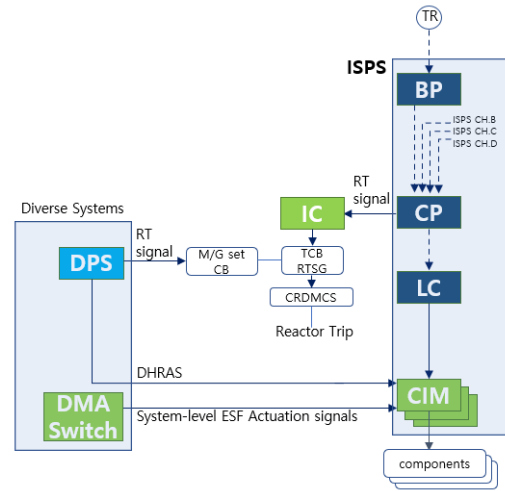 TR
ISPS
BP
ISPS CH.B
ISPS CH.C
ISPS CH.D
RT
signal
IC
CP
Diverse Systems
RT
signal
DPS
M/G set
CB
TCB
RTSG
LC
CRDMCS
Reactor Trip
DHRAS
DMA
Switch
System-level ESF Actuation signals
CIM
components